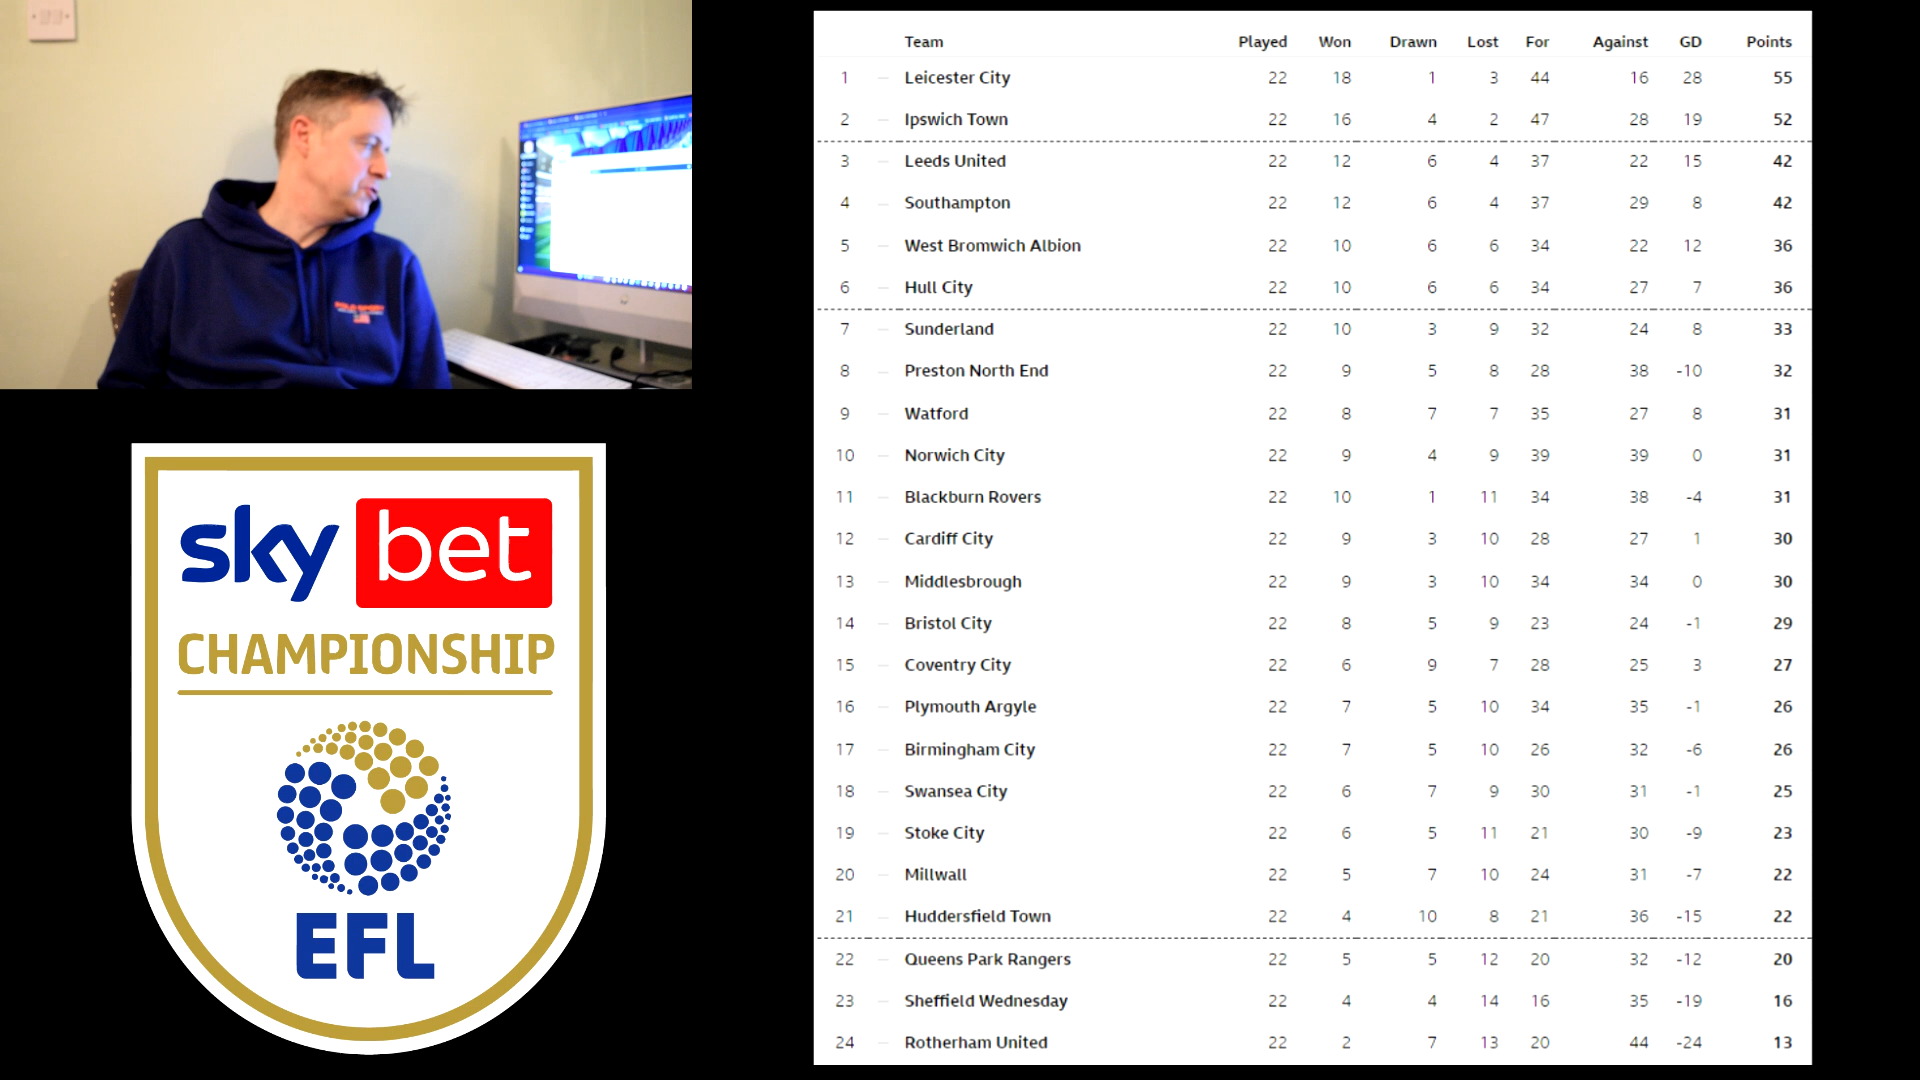 Team Played Won Drawn Lost For Against GD Points
1 Leicester City 22 18 1 3 44 16 28 55
2 Ipswich Town 22 16 4 2 47 28 19 52
3 Leeds United 22 12 6 4 37 22 15 42
4 Southampton 22 12 6 4 37 29 8 42
5 West Bromwich Albion 22 10 6 6 34 22 12 36
6 Hull City 22 10 6 6 34 27 7 36
7 Sunderland 22 10 3 9 32 24 8 33
8 Preston North End 22 9 5 8 28 38 -10 32
9 Watford 22 8 7 7 35 27 8 31
10 Norwich City 22 9 4 9 39 39 0 31
11 Blackburn Rovers 22 10 1 11 34 38 -4 31
12 Cardiff City 22 9 3 10 28 27 1 30
13 Middlesbrough 22 9 3 10 34 34 0 30
14 Bristol City 22 8 5 9 23 24 -1 29
15 Coventry City 22 6 9 7 28 25 3 27
16 Plymouth Argyle 22 7 5 10 34 35 -1 26
17 Birmingham City 22 7 5 10 26 32 -6 26
18 Swansea City 22 6 7 9 30 31 -1 25
19 Stoke City 22 6 5 11 21 30 -9 23
20 Millwall 22 5 7 10 24 31 -7 22
21 Huddersfield Town 22 4 10 8 21 36 -15 22
22 Queens Park Rangers 22 5 5 12 20 32 -12 20
23 Sheffield Wednesday 22 4 4 14 16 35 -19 16
24 Rotherham United 22 2 7 13 20 44 -24 13
sky bet
CHAMPIONSHIP
EFL